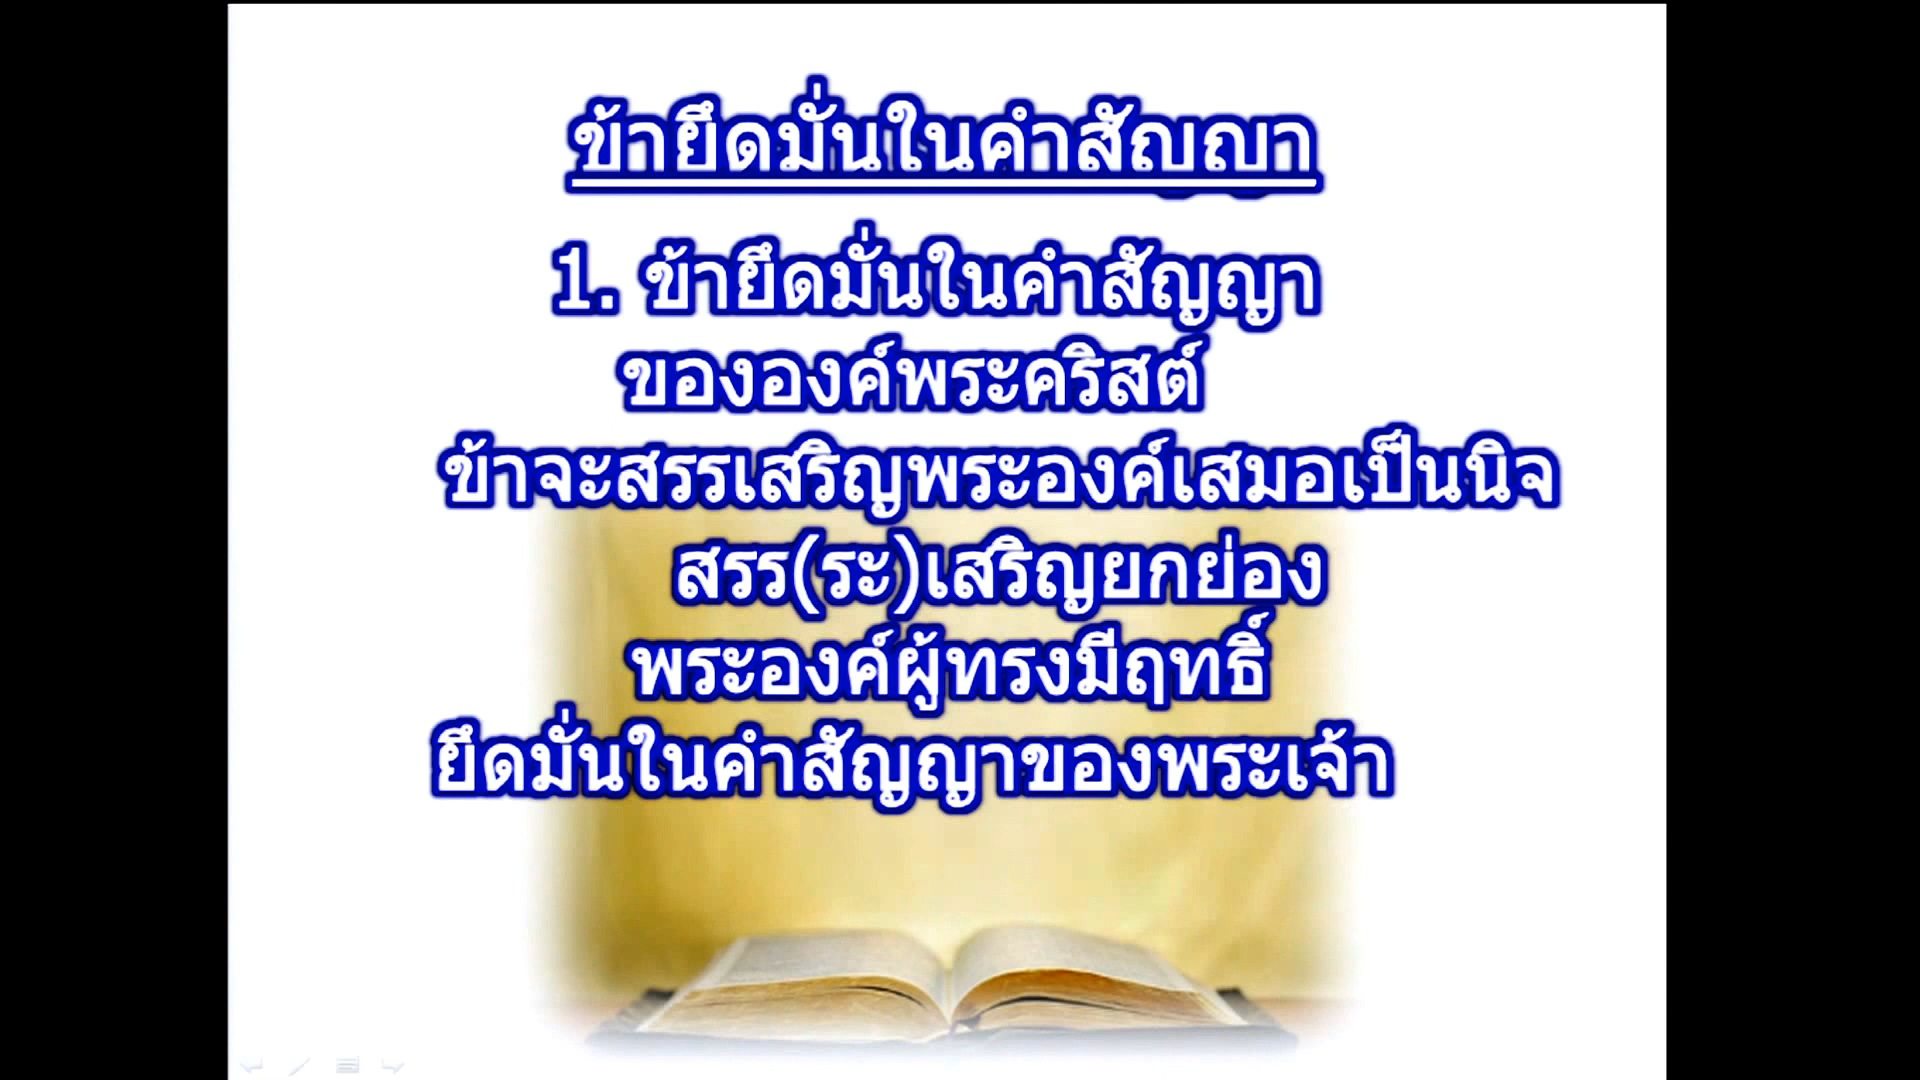 ข้ายึดมั่นในคำสัญญา
1. ข้ายึดมั่นในคำสัญญา
ขององค์พระคริสต์
ข้าจะสรรเสริญพระองค์เสมอเป็นนิจ
สรร(ระ)เสริญยกย่อง
พระองค์ผู้ทรงมีฤทธิ์
ยึดมั่นในคำสัญญาของพระเจ้า